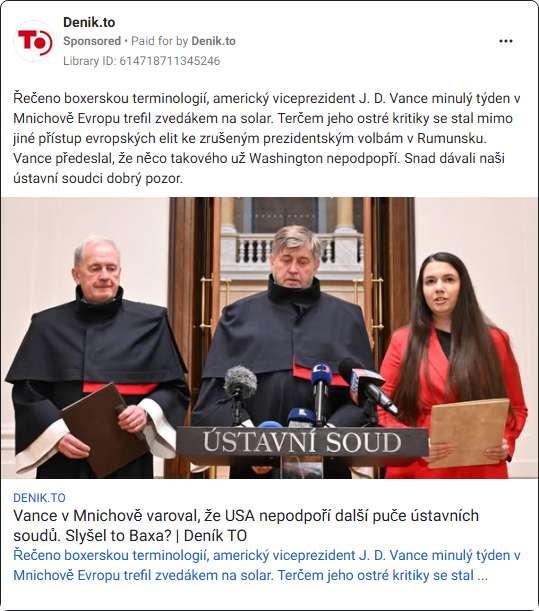 Denik.to
Sponsored • Paid for by Denik.to
Library ID: 614718711345246
TO
Řečeno boxerskou terminologií, americký viceprezident J. D. Vance minulý týden v
Mnichově Evropu trefil zvedákem na solar. Terčem jeho ostré kritiky se stal mimo
jiné přístup evropských elit ke zrušeným prezidentským volbám v Rumunsku.
Vance předeslal, že něco takového už Washington nepodpopří. Snad dávali naši
ústavní soudci dobrý pozor.
ÚSTAVNÍ SOUD
DENIK.TO
Vance v Mnichově varoval, že USA nepodpoří další puče ústavních
soudů. Slyšel to Baxa? | Deník TO
Řečeno boxerskou terminologií, americký viceprezident J. D. Vance minulý týden v
Mnichově Evropu trefil zvedákem na solar. Terčem jeho ostré kritiky se stal ...